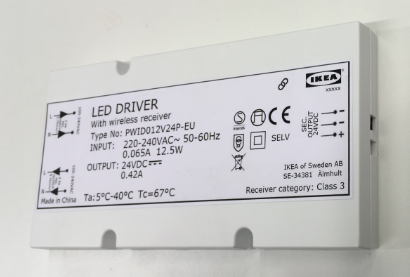 LED DRIVER
With wireless receiver
Type No: PWID012V24P-EU
INPUT: 220-240VAC~ 50-60Hz
0,065A 12.5W
OUTPUT: 24VDC
0,42A
Ta:5°C-40°C Tc=67°C
Made in China
L
N
L
N
IKEA
xxxxx
S
CE
SELV
SEC.
OUTPUT
24VDC
-
-
+
IKEA of Sweden AB
SE-34381 Älmhult
Receiver category: Class 3